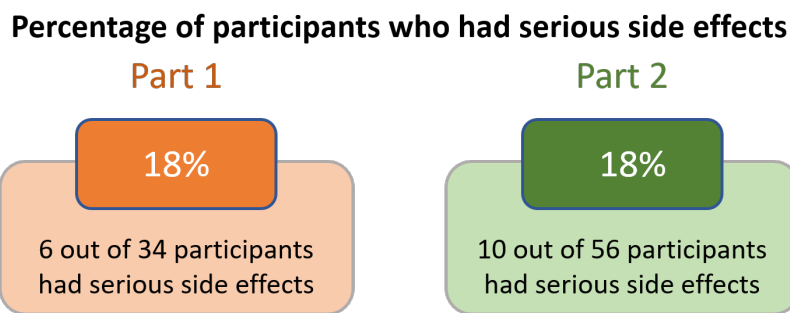 Percentage of participants who had serious side effects
Part 1
18%
6 out of 34 participants
had serious side effects
Part 2
18%
10 out of 56 participants
had serious side effects